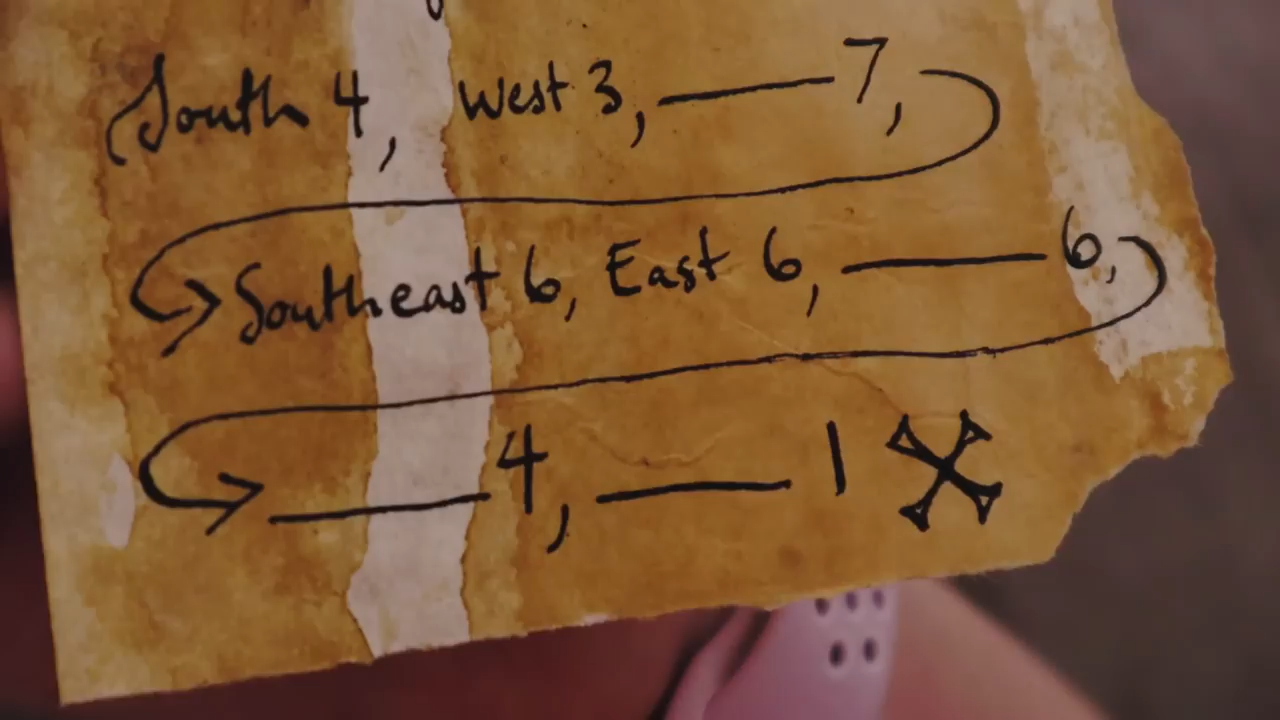 South 4, West 3, ——— 7,
Southeast 6, East 6, ——— 6,
——— 4, ——— 1